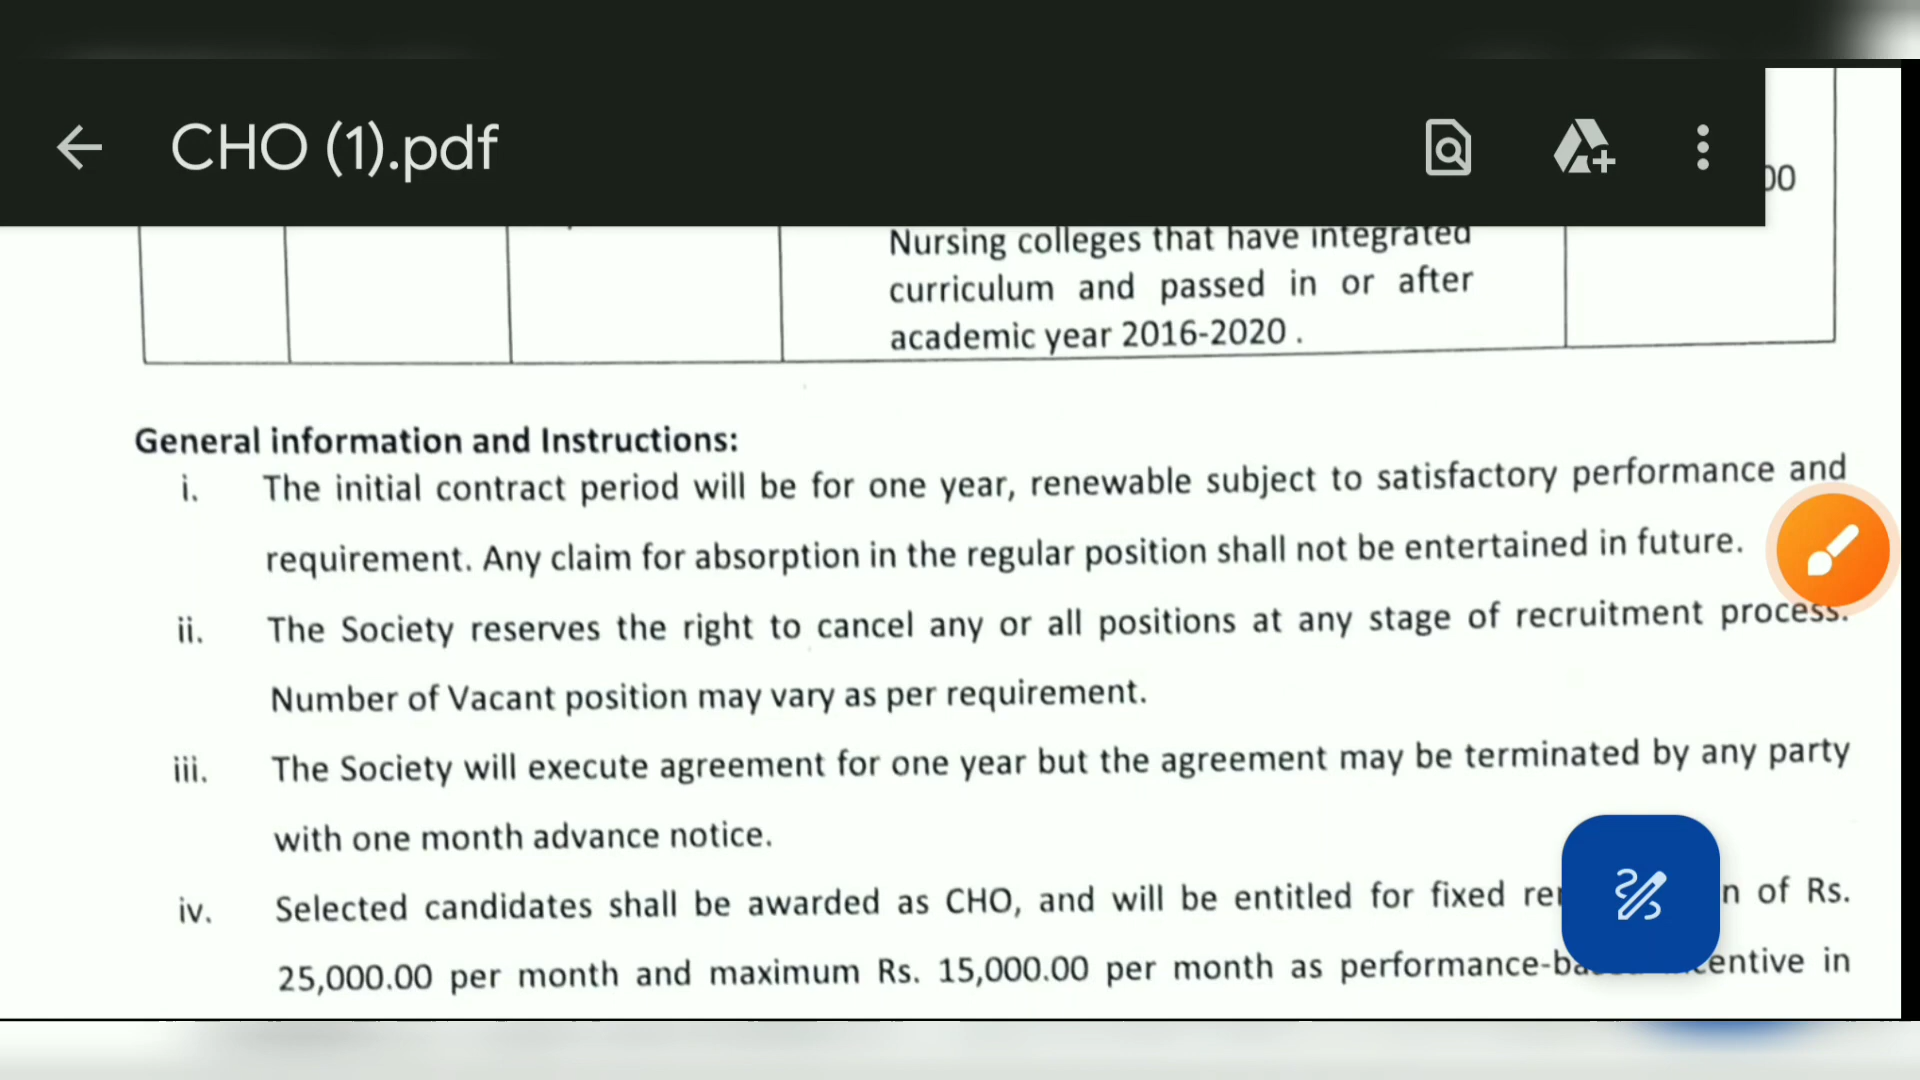 CHO (1).pdf
00
Nursing colleges that have integrated
curriculum and passed in or after
academic year 2016-2020 .
General information and Instructions:
i. The initial contract period will be for one year, renewable subject to satisfactory performance and
requirement. Any claim for absorption in the regular position shall not be entertained in future.
ii. The Society reserves the right to cancel any or all positions at any stage of recruitment process.
Number of Vacant position may vary as per requirement.
iii. The Society will execute agreement for one year but the agreement may be terminated by any party
with one month advance notice.
iv. Selected candidates shall be awarded as CHO, and will be entitled for fixed of Rs.
25,000.00 per month and maximum Rs. 15,000.00 per month as in